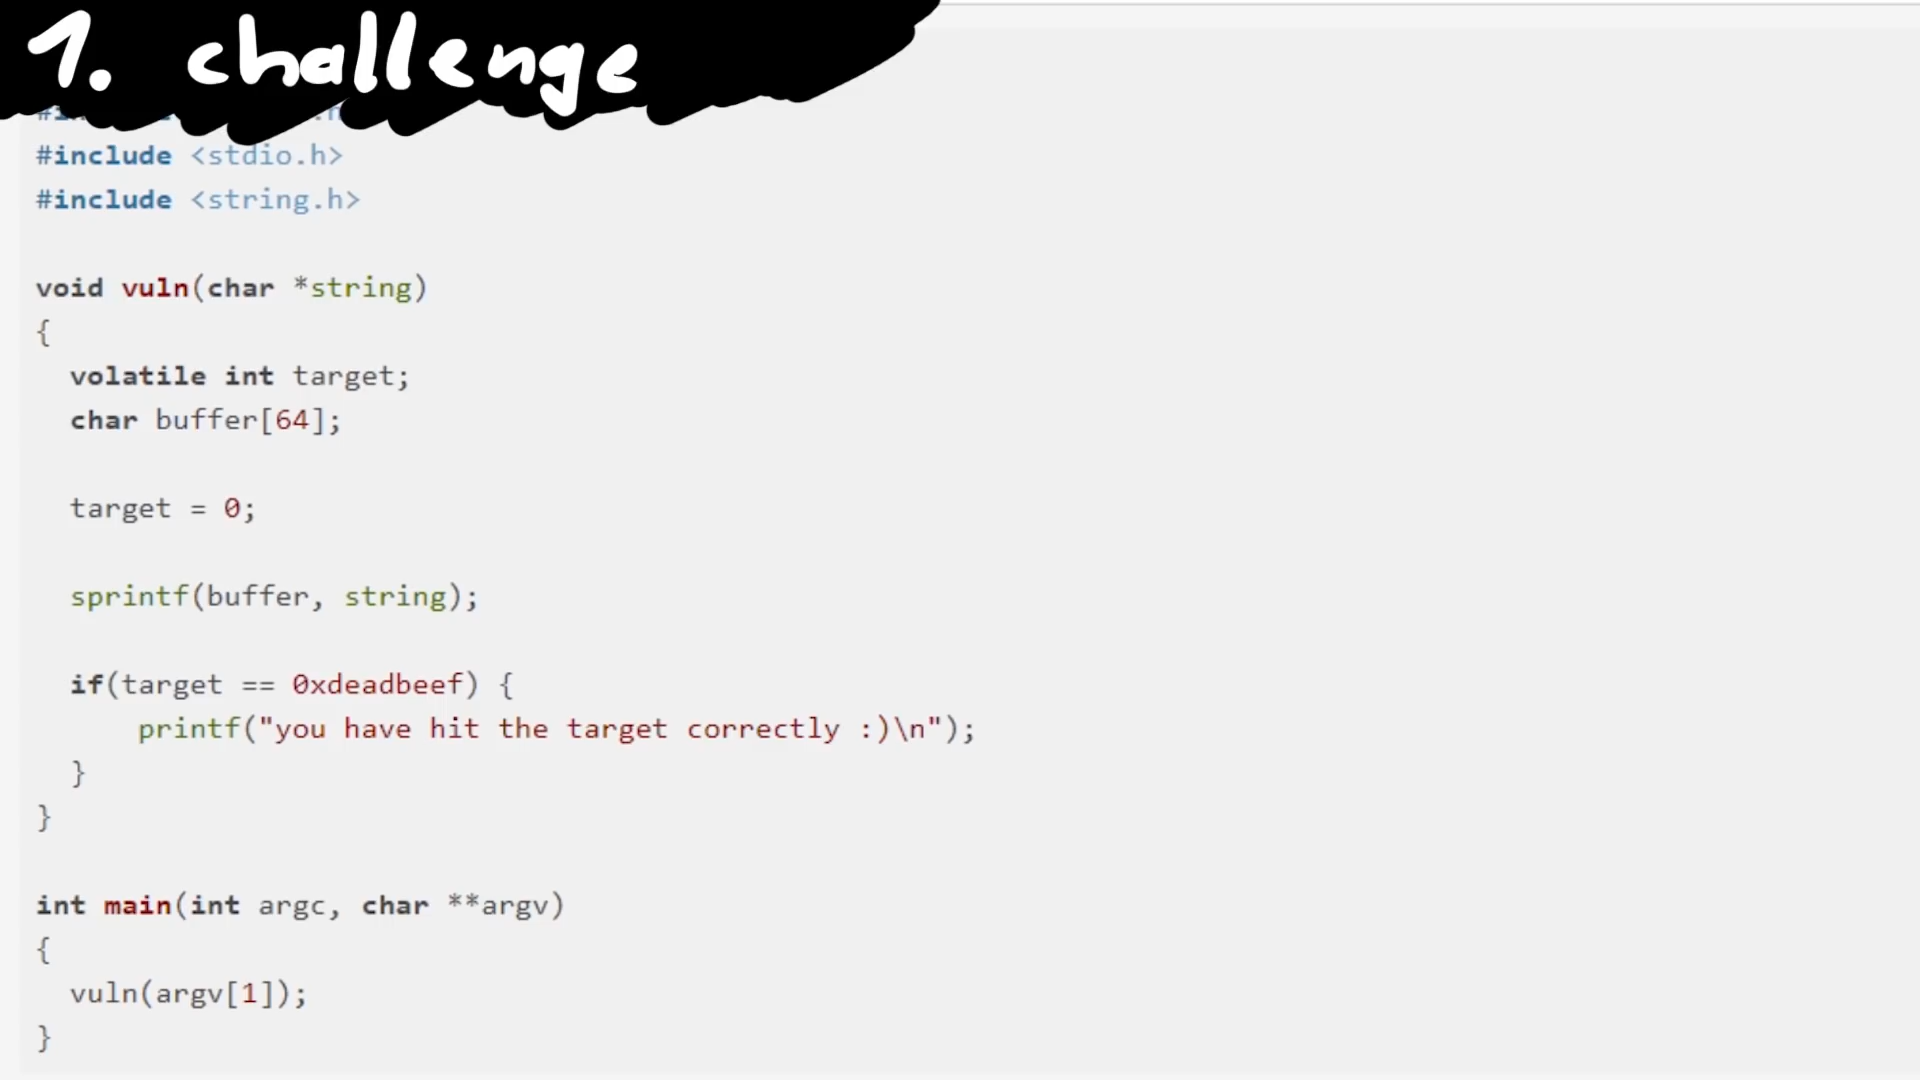 1. challenge
#include <stdio.h>
#include <string.h>
void vuln(char *string)
{
volatile int target;
char buffer[64];
target = 0;
sprintf(buffer, string);
if(target == 0xdeadbeef) {
printf("you have hit the target correctly :)\n");
}
}
int main(int argc, char **argv)
{
vuln(argv[1]);
}